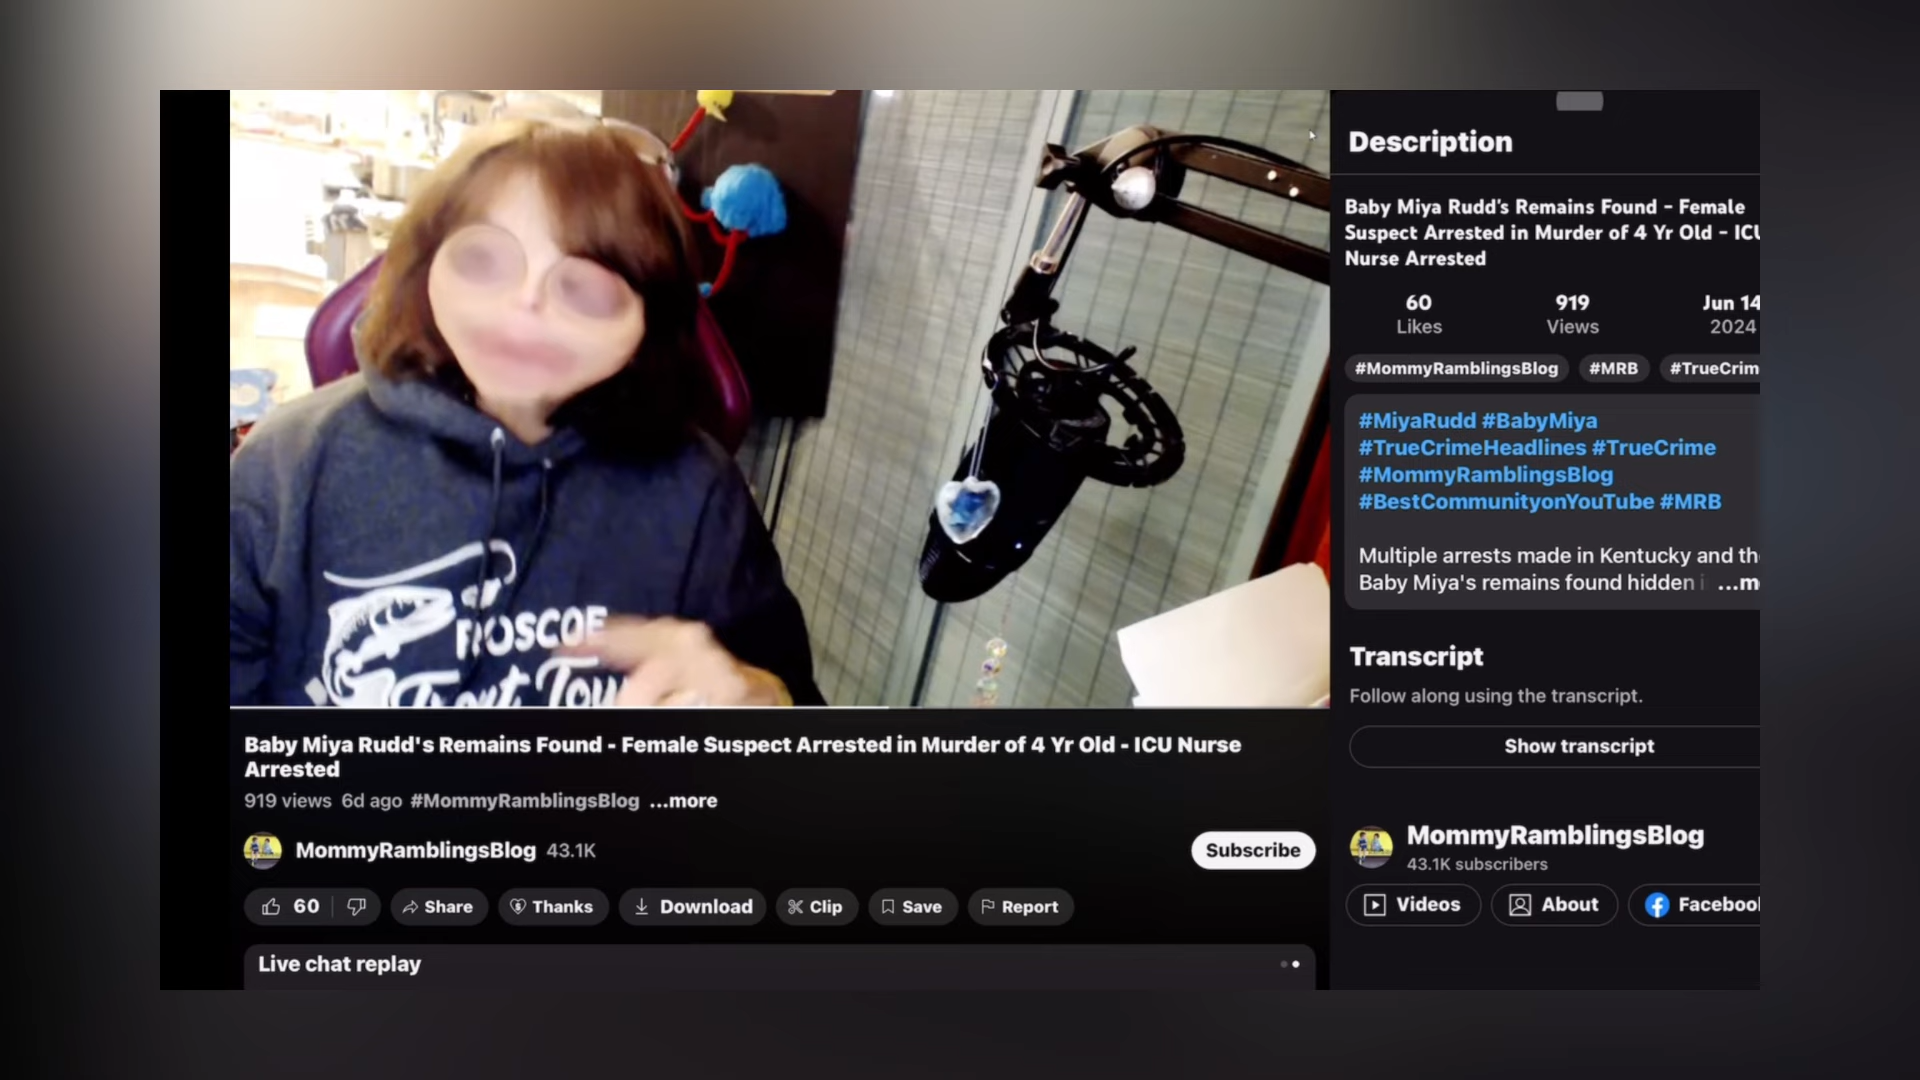 ROSCOE
Trout
Description
Baby Miya Rudd's Remains Found - Female
Suspect Arrested in Murder of 4 Yr Old - ICU
Nurse Arrested
60
Likes
919
Views
Jun 14
2024
#MommyRamblingsBlog
#MRB
#TrueCrim
#MiyaRudd #BabyMiya
#TrueCrimeHeadlines #TrueCrime
#MommyRamblingsBlog
#BestCommunityonYouTube #MRB
Multiple arrests made in Kentucky and th
Baby Miya's remains found hidden i ...m
Transcript
Follow along using the transcript.
Show transcript
MommyRamblingsBlog
43.1K subscribers
Videos
About
Facebook
Baby Miya Rudd's Remains Found - Female Suspect Arrested in Murder of 4 Yr Old - ICU Nurse
Arrested
919 views 6d ago #MommyRamblingsBlog ...more
MommyRamblingsBlog 43.1K
Subscribe
60
Share
Thanks
Download
Clip
Save
Report
Live chat replay